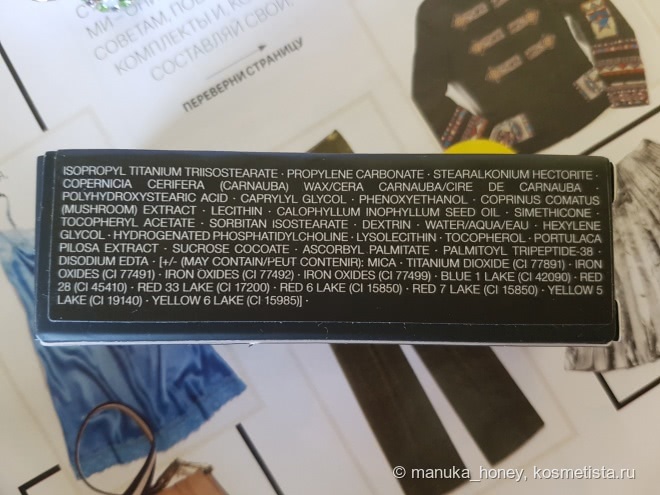 МИ–
СОВЕТАМ,
КОМПЛЕКТЫ И
СОСТАВЛЯЙ СВОИ.
ПЕРЕВЕРНИ СТРАНИЦУ
ISOPROPYL TITANIUM TRIISOSTEARATE · PROPYLENE CARBONATE · STEARALKONIUM HECTORITE ·
COPERNICIA CERIFERA (CARNAUBA) WAX/CERA CARNAUBA/CIRE DE CARNAUBA ·
POLYHYDROXYSTEARIC ACID · CAPRYLYL GLYCOL · PHENOXYETHANOL · COPRINUS COMATUS
(MUSHROOM) EXTRACT · LECITHIN · CALOPHYLLUM INOPHYLLUM SEED OIL · SIMETHICONE ·
TOCOPHERYL ACETATE · SORBITAN ISOSTEARATE · DEXTRIN · WATER/AQUA/EAU · HEXYLENE
GLYCOL · HYDROGENATED PHOSPHATIDYLCHOLINE · LYSOLECITHIN · TOCOPHEROL · PORTULACA
PILOSA EXTRACT · SUCROSE COCOATE · ASCORBYL PALMITATE · PALMITOYL TRIPEPTIDE-38 ·
DISODIUM EDTA · [+/- (MAY CONTAIN/PEUT CONTENIR): MICA · TITANIUM DIOXIDE (CI 77891) · IRON
OXIDES (CI 77491) · IRON OXIDES (CI 77492) · IRON OXIDES (CI 77499) · BLUE 1 LAKE (CI 42090) · RED
28 (CI 45410) · RED 33 LAKE (CI 17200) · RED 6 LAKE (CI 15850) · RED 7 LAKE (CI 15850) · YELLOW 5
LAKE (CI 19140) · YELLOW 6 LAKE (CI 15985)] ·
© manuka_honey, kosmetista.ru